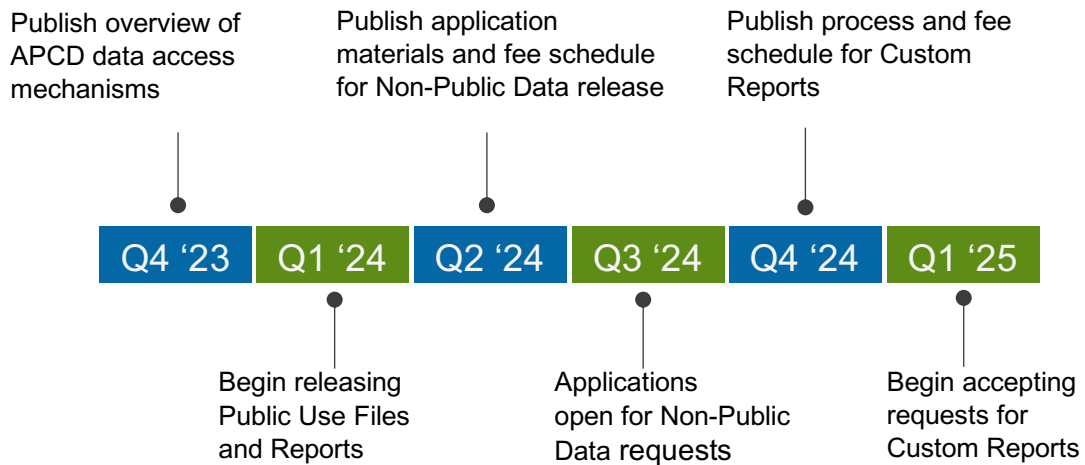 Publish overview of
APCD data access
mechanisms
Publish application
materials and fee schedule
for Non-Public Data release
Publish process and fee
schedule for Custom
Reports
Q4 ‘23
Q1 ‘24
Q2 ‘24
Q3 ‘24
Q4 ‘24
Q1 ‘25
Begin releasing
Public Use Files
and Reports
Applications
open for Non-Public
Data requests
Begin accepting
requests for
Custom Reports